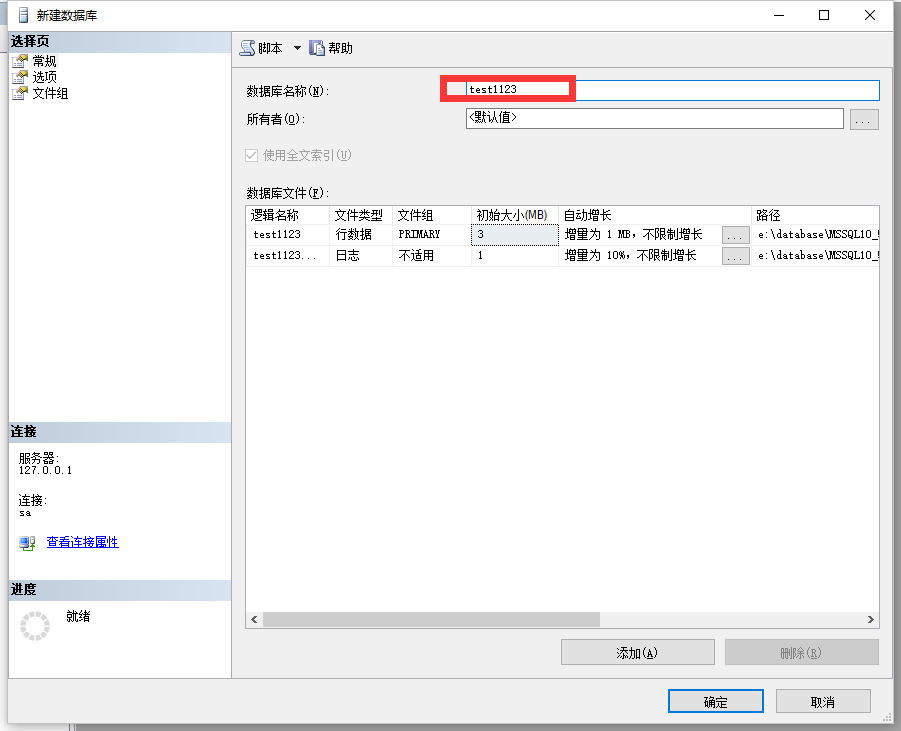 新建数据库
选择页
常规
选项
文件组
脚本 帮助
数据库名称(N): test1123
所有者(O): <默认值> ...
使用全文索引(U)
数据库文件(F):
逻辑名称 文件类型 文件组 初始大小(MB) 自动增长 路径
test1123 行数据 PRIMARY 3 增量为 1 MB，不限制增长 ... e:\database\MSSQL10_
test1123... 日志 不适用 1 增量为 10%，不限制增长 ... e:\database\MSSQL10_
连接
服务器:
127.0.0.1
连接:
sa
查看连接属性
进度
就绪
添加(A) 删除(R)
确定 取消